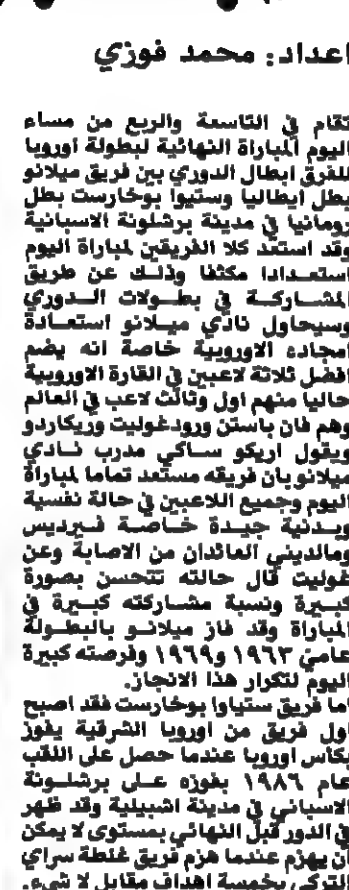 اعداد: محمد فوزي
تقام في التاسعة والربع من مساء
اليوم المباراة النهائية لبطولة اوروبا
للفرق ابطال الدوري بين فريق ميلانو
بطل ايطاليا وستيوا بوخارست بطل
رومانيا في مدينة برشلونة الاسبانية
وقد استعد كلا الفريقين لمباراة اليوم
استعدادا مكثفا وذلك عن طريق
المشاركة في بطولات الدوري
وسيحاول نادي ميلانو استعادة
امجاده الاوروبية خاصة انه يضم
افضل ثلاثة لاعبين في القارة الاوروبية
حاليا منهم اول وثالث لاعب في العالم
وهم فان باستن ورودغوليت وريكاردو
ويقول اريكو ساكي مدرب نادي
ميلانو بان فريقه مستعد تماما لمباراة
اليوم وجميع اللاعبين في حالة نفسية
وبدنية جيدة خاصة فيرديس
ومالديني العائدان من الاصابة وعن
غوليت قال حالته تتحسن بصورة
كبيرة ونسبة مشاركته كبيرة في
المباراة وقد فاز ميلانو بالبطولة
عامي ١٩٦٣ و١٩٦٩ وفرصته كبيرة
اليوم لتكرار هذا الانجاز.
اما فريق ستياوا بوخارست فقد اصبح
اول فريق من اوروبا الشرقية يفوز
بكأس اوروبا عندما حصل على اللقب
عام ١٩٨٦ بفوزه على برشلونة
الاسباني في مدينة اشبيلية وقد ظهر
في الدور قبل النهائي بمستوى لا يمكن
ان يهزم عندما هزم فريق غلطة سراي
التركي بخمسة اهداف مقابل لا شيء.